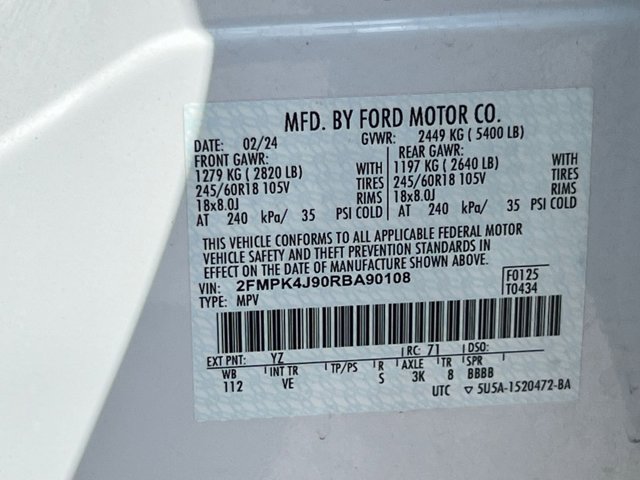 MFD. BY FORD MOTOR CO.
DATE: 02/24 GVWR: 2449 KG ( 5400 LB)
FRONT GAWR: REAR GAWR:
1279 KG ( 2820 LB) WITH 1197 KG ( 2640 LB) WITH
245/60R18 105V TIRES 245/60R18 105V TIRES
18x8.0J RIMS 18x8.0J RIMS
AT 240 kPa/ 35 PSI COLD AT 240 kPa/ 35 PSI COLD
THIS VEHICLE CONFORMS TO ALL APPLICABLE FEDERAL MOTOR
VEHICLE SAFETY AND THEFT PREVENTION STANDARDS IN
EFFECT ON THE DATE OF MANUFACTURE SHOWN ABOVE.
VIN: 2FMPK4J90RBA90108 F0125
TYPE: MPV T0434
EXT PNT: YZ RC: 71 DSO:
WB INT TR TP/PS R AXLE TR SPR
112 VE S 3K 8 BBBB
UTC ▽ 5U5A-1520472-BA